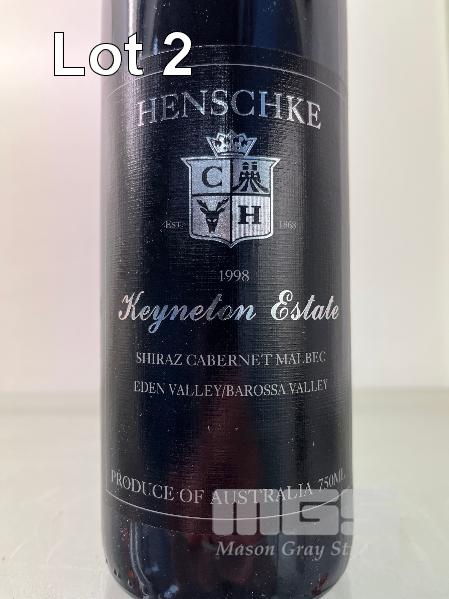 Lot 2
HENSCHKE
C
H
EST. 1868
1998
Keyneton Estate
SHIRAZ CABERNET MALBEC
EDEN VALLEY/BAROSSA VALLEY
PRODUCE OF AUSTRALIA 750ML
MGS
Mason Gray St